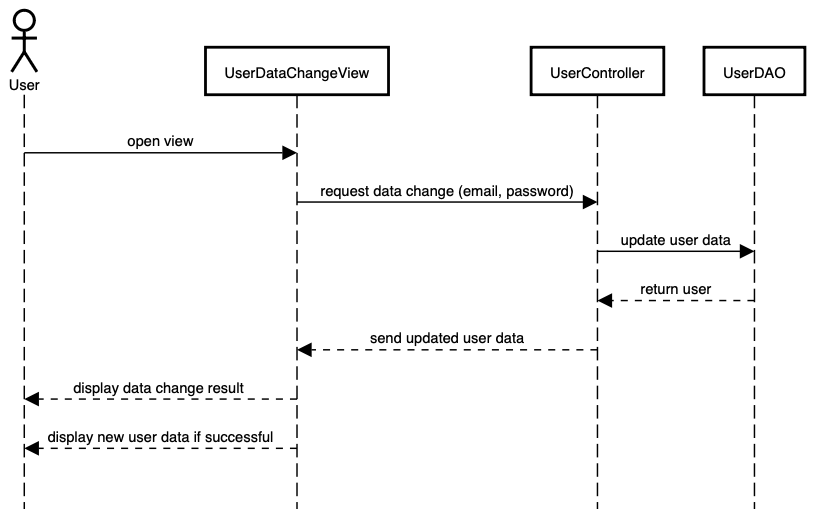 User
UserDataChangeView
UserController
UserDAO
open view
request data change (email, password)
update user data
return user
send updated user data
display data change result
display new user data if successful